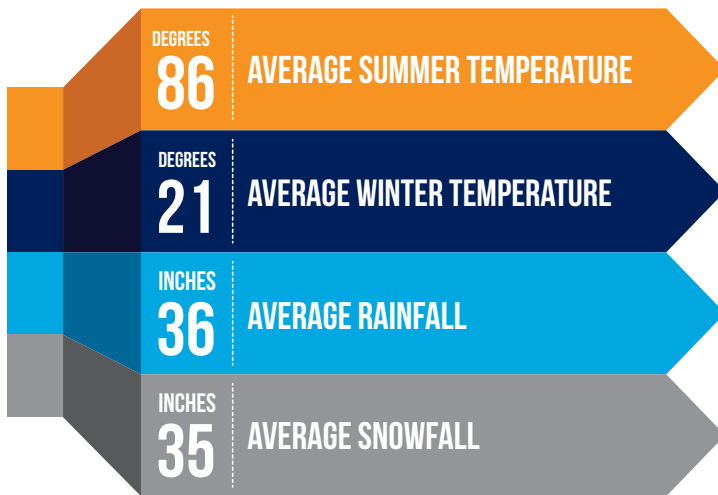 DEGREES
86
AVERAGE SUMMER TEMPERATURE
DEGREES
21
AVERAGE WINTER TEMPERATURE
INCHES
36
AVERAGE RAINFALL
INCHES
35
AVERAGE SNOWFALL